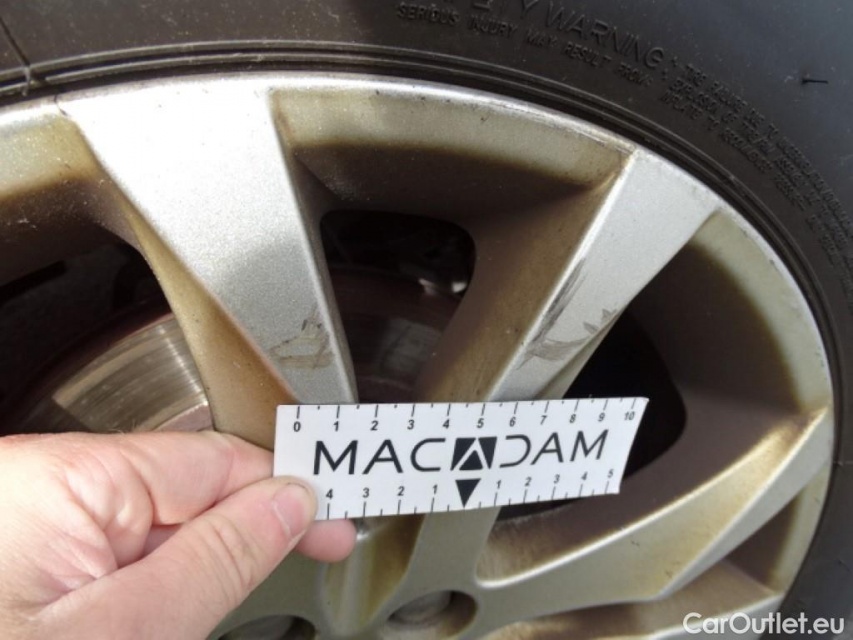 WARNING
SERIOUS INJURY MAY RESULT FROM
0 1 2 3 4 5 6 7 8 9 10
MACADAM
4 3 2 1 1 2 3 4 5
CarOutlet.eu